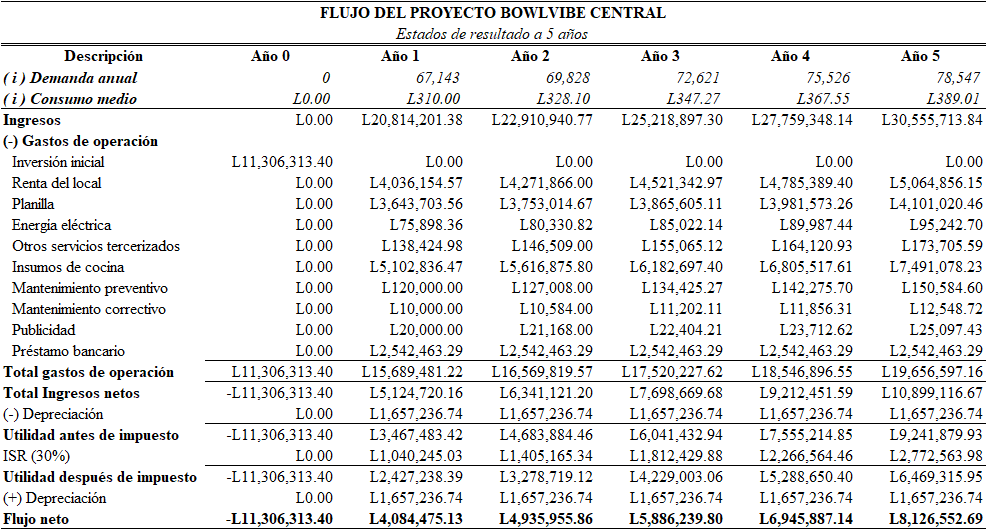 FLUJO DEL PROYECTO BOWLVIBE CENTRAL
Estados de resultado a 5 años
Descripción Año 0 Año 1 Año 2 Año 3 Año 4 Año 5
( i ) Demanda anual 0 67,143 69,828 72,621 75,526 78,547
( i ) Consumo medio L0.00 L310.00 L328.10 L347.27 L367.55 L389.01
Ingresos L0.00 L20,814,201.38 L22,910,940.77 L25,218,897.30 L27,759,348.14 L30,555,713.84
(-) Gastos de operación
Inversión inicial L11,306,313.40 L0.00 L0.00 L0.00 L0.00 L0.00
Renta del local L0.00 L4,036,154.57 L4,271,866.00 L4,521,342.97 L4,785,389.40 L5,064,856.15
Planilla L0.00 L3,643,703.56 L3,753,014.67 L3,865,605.11 L3,981,573.26 L4,101,020.46
Energía eléctrica L0.00 L75,898.36 L80,330.82 L85,022.14 L89,987.44 L95,242.70
Otros servicios tercerizados L0.00 L138,424.98 L146,509.00 L155,065.12 L164,120.93 L173,705.59
Insumos de cocina L0.00 L5,102,836.47 L5,616,875.80 L6,182,697.40 L6,805,517.61 L7,491,078.23
Mantenimiento preventivo L0.00 L120,000.00 L127,008.00 L134,425.27 L142,275.70 L150,584.60
Mantenimiento correctivo L0.00 L10,000.00 L10,584.00 L11,202.11 L11,856.31 L12,548.72
Publicidad L0.00 L20,000.00 L21,168.00 L22,404.21 L23,712.62 L25,097.43
Préstamo bancario L0.00 L2,542,463.29 L2,542,463.29 L2,542,463.29 L2,542,463.29 L2,542,463.29
Total gastos de operación L11,306,313.40 L15,689,481.22 L16,569,819.57 L17,520,227.62 L18,546,896.55 L19,656,597.16
Total Ingresos netos -L11,306,313.40 L5,124,720.16 L6,341,121.20 L7,698,669.68 L9,212,451.59 L10,899,116.67
(-) Depreciación L0.00 L1,657,236.74 L1,657,236.74 L1,657,236.74 L1,657,236.74 L1,657,236.74
Utilidad antes de impuesto -L11,306,313.40 L3,467,483.42 L4,683,884.46 L6,041,432.94 L7,555,214.85 L9,241,879.93
ISR (30%) L0.00 L1,040,245.03 L1,405,165.34 L1,812,429.88 L2,266,564.46 L2,772,563.98
Utilidad después de impuesto -L11,306,313.40 L2,427,238.39 L3,278,719.12 L4,229,003.06 L5,288,650.40 L6,469,315.95
(+) Depreciación L0.00 L1,657,236.74 L1,657,236.74 L1,657,236.74 L1,657,236.74 L1,657,236.74
Flujo neto -L11,306,313.40 L4,084,475.13 L4,935,955.86 L5,886,239.80 L6,945,887.14 L8,126,552.69